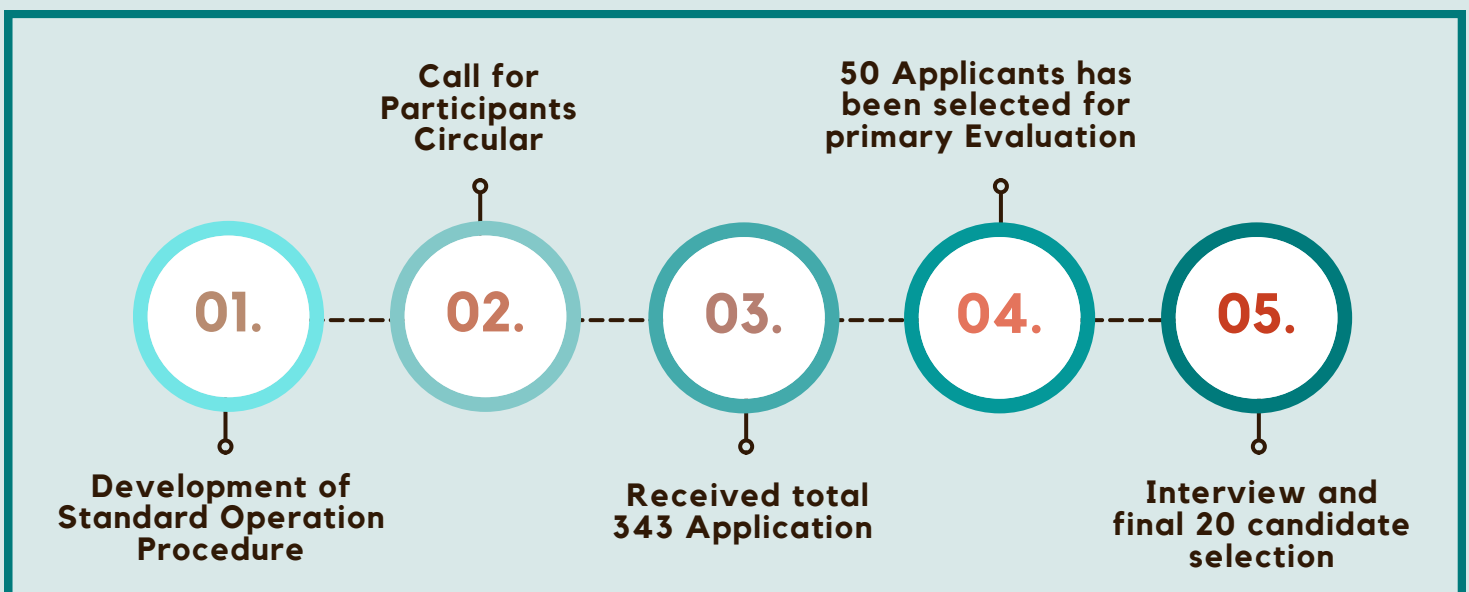 01.
Development of
Standard Operation
Procedure
02.
Call for
Participants
Circular
03.
Received total
343 Application
04.
50 Applicants has
been selected for
primary Evaluation
05.
Interview and
final 20 candidate
selection